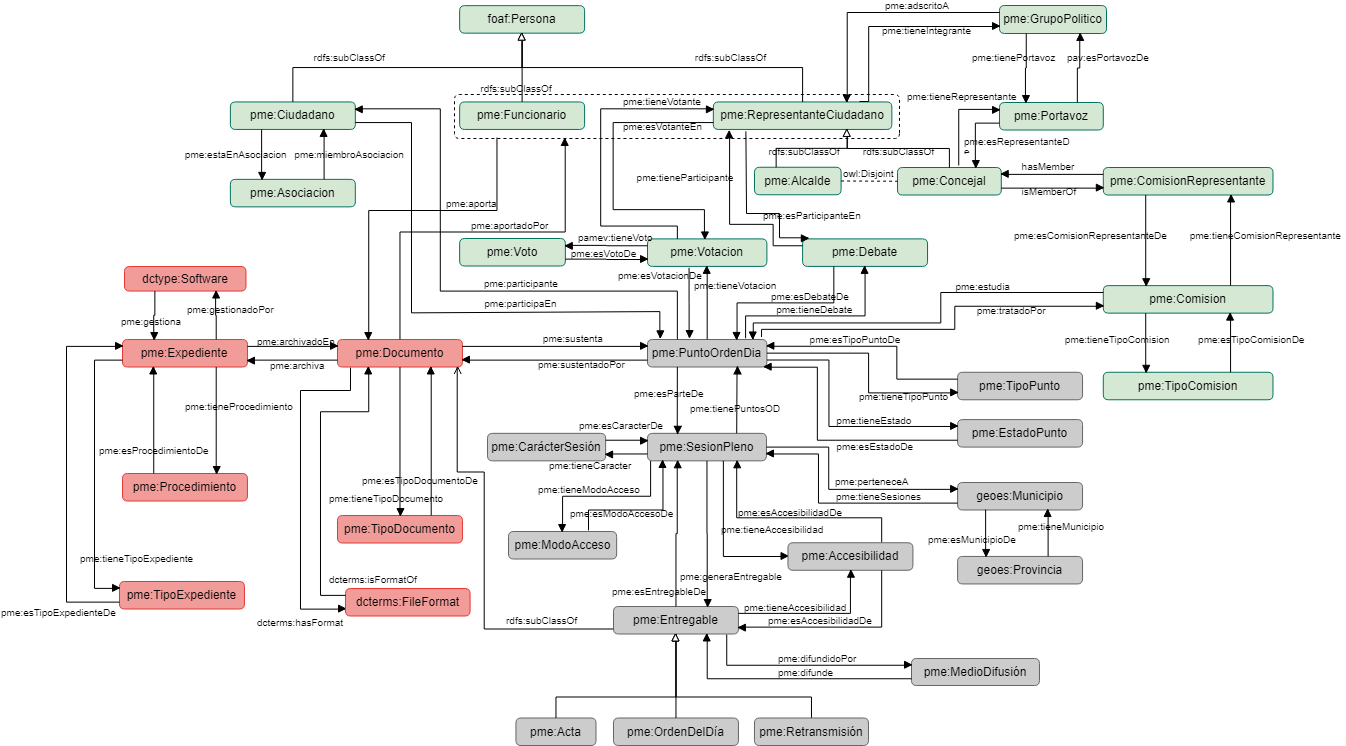 pme:adscritoA
foaf:Persona
pme:GrupoPolitico
pme:tieneIntegrante
rdfs:subClassOf
rdfs:subClassOf
pme:tienePortavoz
pav:esPortavozDe
rdfs:subClassOf
pme:tieneVotante
pme:tieneRepresentante
pme:Ciudadano
pme:Funcionario
pme:RepresentanteCiudadano
pme:Portavoz
pme:esVotanteEn
pme:esRepresentanteD
e
pme:estaEnAsociacion
pme:miembroAsociacion
rdfs:subClassOf
rdfs:subClassOf
hasMember
pme:tieneParticipante
owl:Disjoint
pme:Alcalde
pme:Concejal
pme:ComisionRepresentante
pme:Asociacion
isMemberOf
pme:aporta
pme:esParticipanteEn
pme:aportadoPor
pme:esComisionRepresentanteDe
pme:tieneComisionRepresentante
pamev:tieneVoto
pme:Voto
pme:esVotoDe
pme:Votacion
pme:Debate
dctype:Software
pme:participante
pme:esVotacionDe
pme:tieneVotacion
pme:estudia
pme:esDebateDe
pme:Comision
pme:participaEn
pme:gestionadoPor
pme:tieneDebate
pme:tratadoPor
pme:gestiona
pme:archivadoEn
pme:sustenta
pme:esTipoPuntoDe
pme:tieneTipoComision
pme:esTipoComisionDe
pme:Expediente
pme:Documento
pme:PuntoOrdenDia
pme:archiva
pme:sustentadoPor
pme:TipoPunto
pme:TipoComision
pme:esParteDe
pme:tieneTipoPunto
pme:tieneProcedimiento
pme:tienePuntosOD
pme:tieneEstado
pme:esCaracterDe
pme:EstadoPunto
pme:CarácterSesión
pme:SesionPleno
pme:esEstadoDe
pme:esProcedimientoDe
pme:tieneCaracter
pme:esTipoDocumentoDe
pme:perteneceA
pme:Procedimiento
pme:tieneModoAcceso
pme:tieneSesiones
geoes:Municipio
pme:tieneTipoDocumento
pme:esModoAccesoDe
pme:esAccesibilidadDe
pme:TipoDocumento
pme:tieneAccesibilidad
pme:tieneMunicipio
pme:esMunicipioDe
pme:ModoAcceso
pme:Accesibilidad
pme:tieneTipoExpediente
geoes:Provincia
dcterms:isFormatOf
pme:generaEntregable
pme:TipoExpediente
pme:esEntregableDe
dcterms:FileFormat
pme:esTipoExpedienteDe
pme:tieneAccesibilidad
dcterms:hasFormat
rdfs:subClassOf
pme:Entregable
pme:esAccesibilidadDe
pme:difundidoPor
pme:difunde
pme:MedioDifusión
pme:Acta
pme:OrdenDelDía
pme:Retransmisión